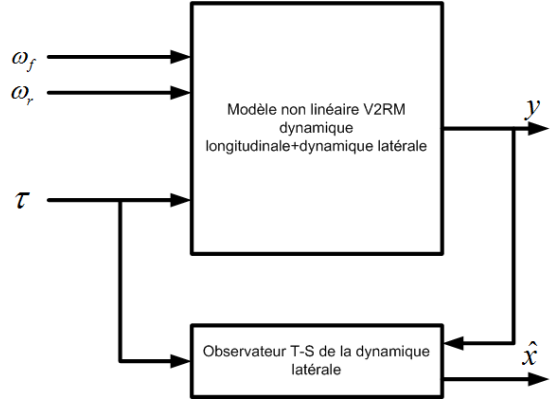 ω_f
ω_r
Modèle non linéaire V2RM
dynamique
longitudinale+dynamique latérale
y
τ
Observateur T-S de la dynamique
latérale
x̂